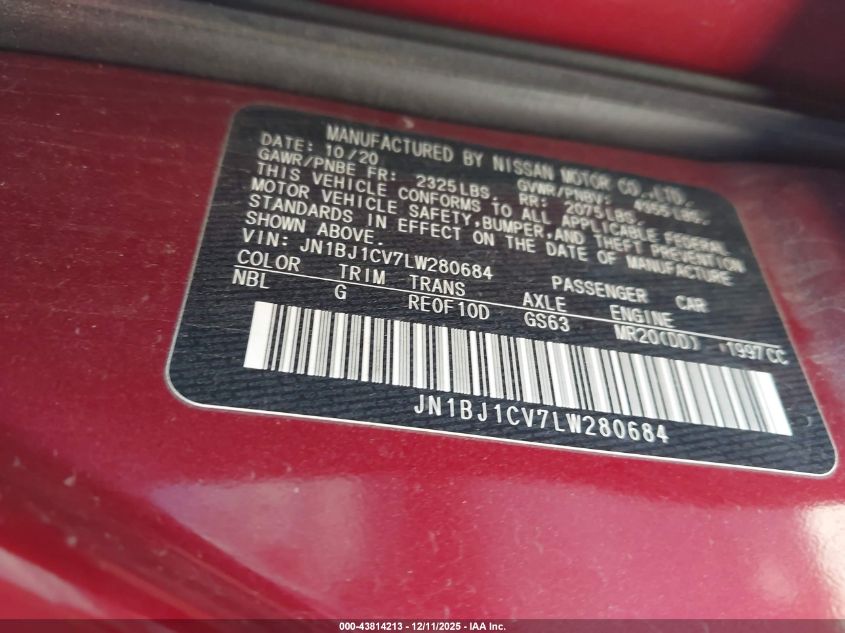 MANUFACTURED BY NISSAN MOTOR CO.,LTD.
DATE: 10/20 GVWR/PNBV: LBS.
GAWR/PNBE FR: 2325LBS. RR: 2075LBS.
THIS VEHICLE CONFORMS TO ALL APPLICABLE FEDERAL
MOTOR VEHICLE SAFETY,BUMPER,AND THEFT PREVENTION
STANDARDS IN EFFECT ON THE DATE OF MANUFACTURE
SHOWN ABOVE.
VIN: JN1BJ1CV7LW280684 PASSENGER CAR
COLOR TRIM TRANS AXLE ENGINE
NBL G RE0F10D GS63 MR20(DD) 1997CC
JN1BJ1CV7LW280684
000-43814213 - 12/11/2025 - IAA Inc.